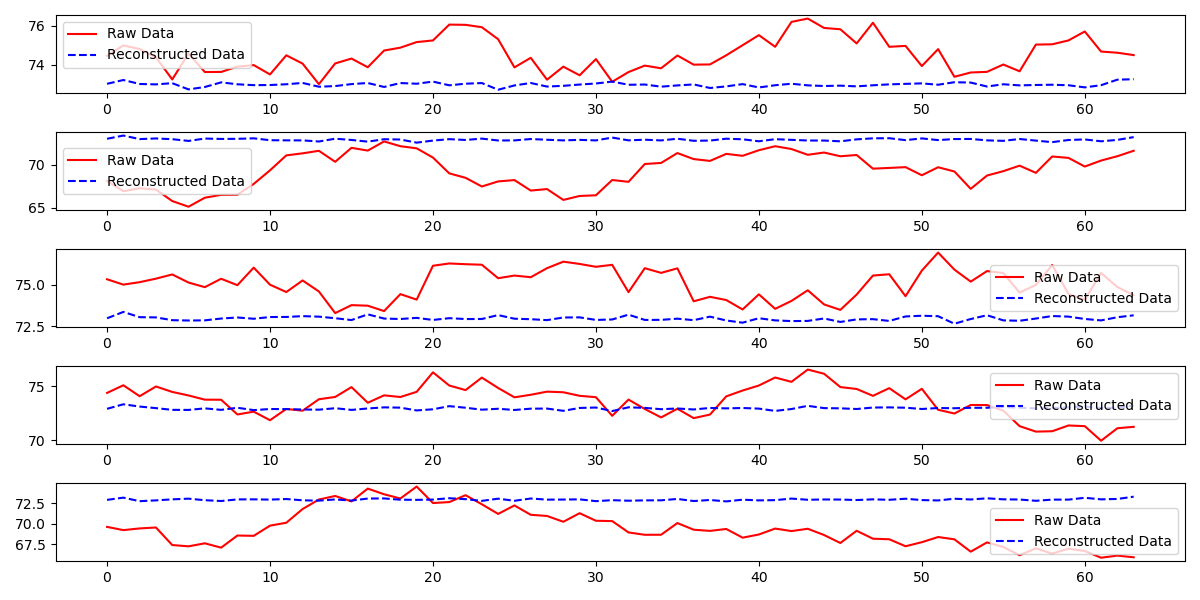 76
74
Raw Data
Reconstructed Data
0 10 20 30 40 50 60
70
65
Raw Data
Reconstructed Data
0 10 20 30 40 50 60
75.0
72.5
Raw Data
Reconstructed Data
0 10 20 30 40 50 60
75
70
Raw Data
Reconstructed Data
0 10 20 30 40 50 60
72.5
70.0
67.5
Raw Data
Reconstructed Data
0 10 20 30 40 50 60